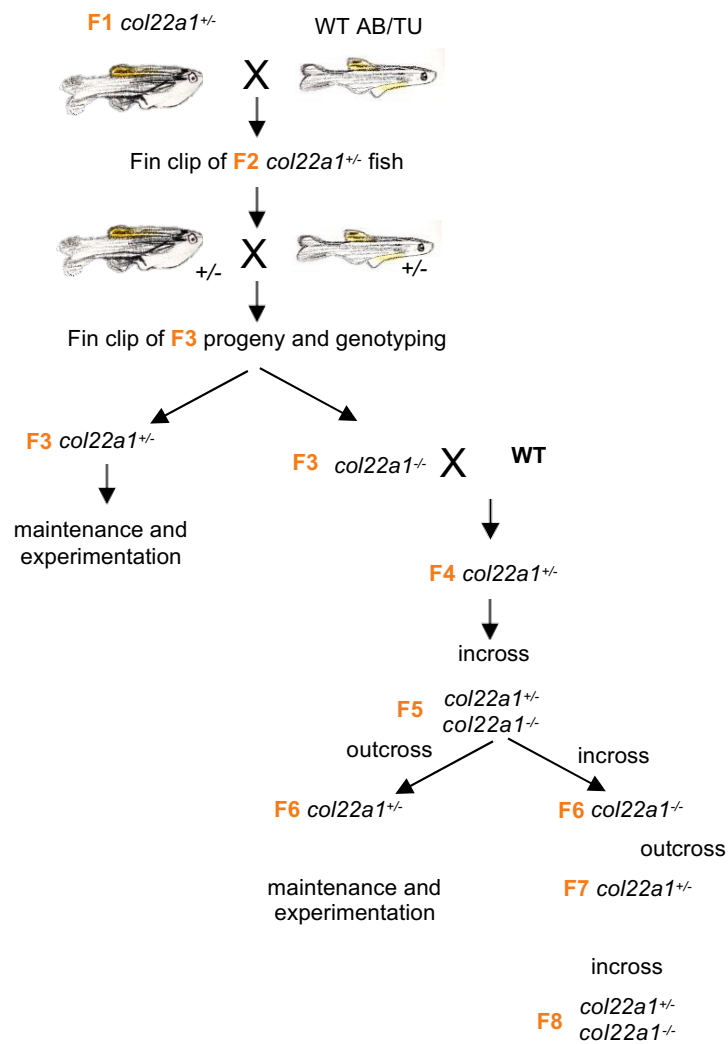 F1 col22a1+/-
WT AB/TU
X
Fin clip of F2 col22a1+/- fish
+/-
X
+/-
Fin clip of F3 progeny and genotyping
F3 col22a1+/-
maintenance and
experimentation
F3 col22a1-/- X WT
F4 col22a1+/-
incross
F5
col22a1+/-
col22a1-/-
outcross
incross
F6 col22a1+/-
maintenance and
experimentation
F6 col22a1-/-
outcross
F7 col22a1+/-
incross
F8
col22a1+/-
col22a1-/-